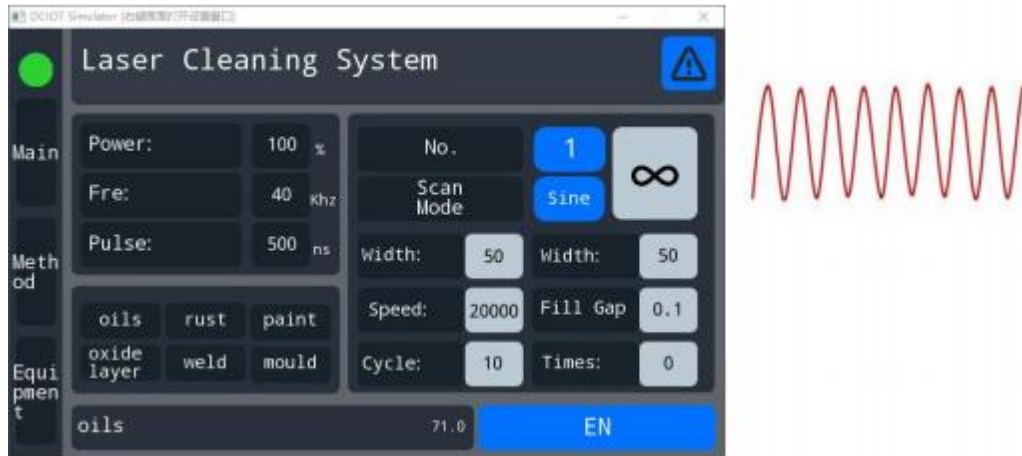 DCIOT Simulator
Laser Cleaning System
Main
Meth
od
Equi
pmen
t
Power: 100 %
Fre: 40 Khz
Pulse: 500 ns
oils rust paint
oxide
layer
weld mould
No. 1 ∞
Scan
Mode
Sine
Width: 50 Width: 50
Speed: 20000 Fill Gap 0.1
Cycle: 10 Times: 0
oils 71.0 EN